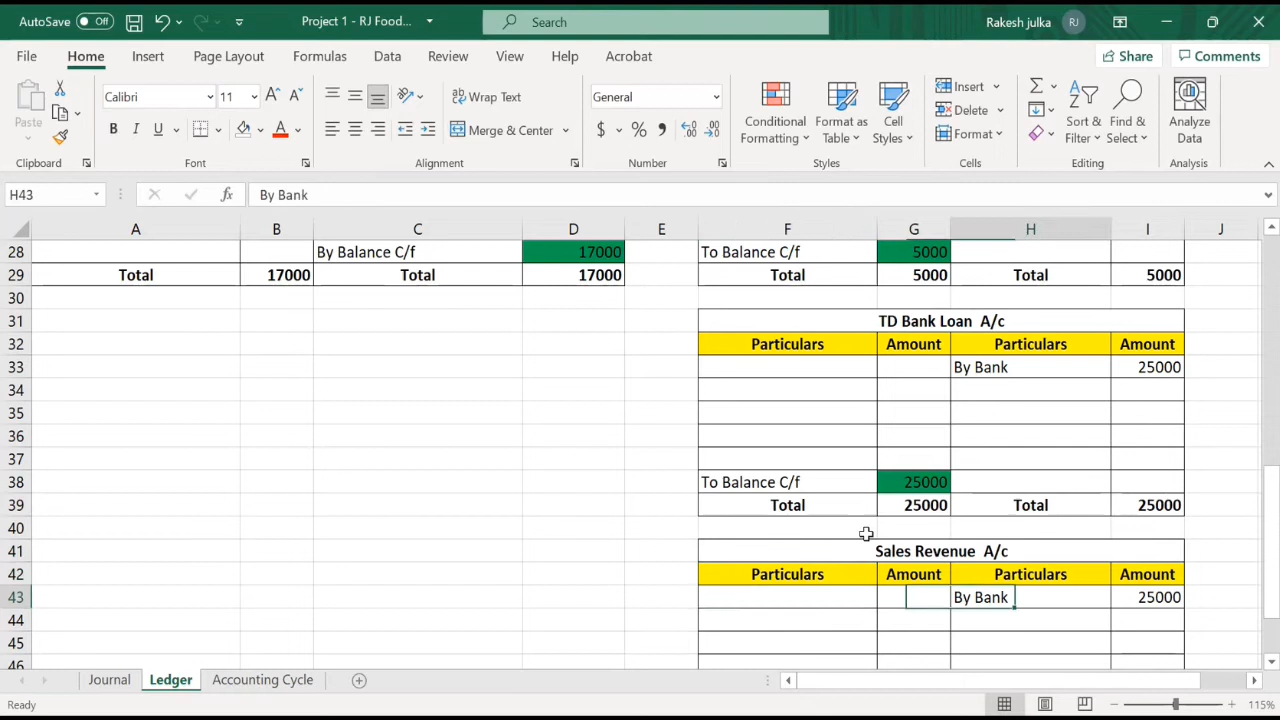 AutoSave Off Project 1 - RJ Food... Search Rakesh julka RJ
File Home Insert Page Layout Formulas Data Review View Help Acrobat Share Comments
Paste Calibri 11 A A Wrap Text General Conditional Formatting Format as Table Cell Styles Insert Sort & Filter Find & Select Analyze Data
B I U A Merge & Center $ % Delete
Format
Clipboard Font Alignment Number Styles Cells Editing Analysis
H43 fx By Bank
A B C D E F G H I J
28 By Balance C/f 17000 To Balance C/f 5000
29 Total 17000 Total 17000 Total 5000 Total 5000
30
31 TD Bank Loan A/c
32 Particulars Amount Particulars Amount
33 By Bank 25000
34
35
36
37
38 To Balance C/f 25000
39 Total 25000 Total 25000
40
41 Sales Revenue A/c
42 Particulars Amount Particulars Amount
43 By Bank 25000
44
45
46
Journal Ledger Accounting Cycle
Ready 115%